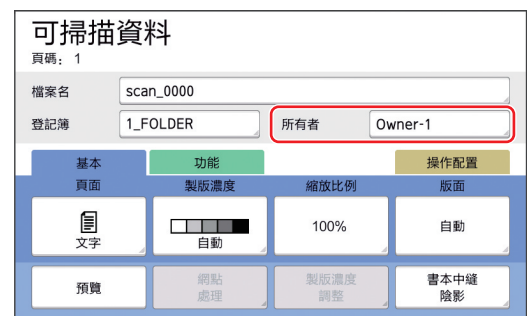 可掃描資料
頁碼：1
檔案名 scan_0000
登記簿 1_FOLDER 所有者 Owner-1
基本 功能 操作配置
頁面 製版濃度 縮放比例 版面
文字 自動 100% 自動
預覽 網點處理 製版濃度調整 書本中縫陰影